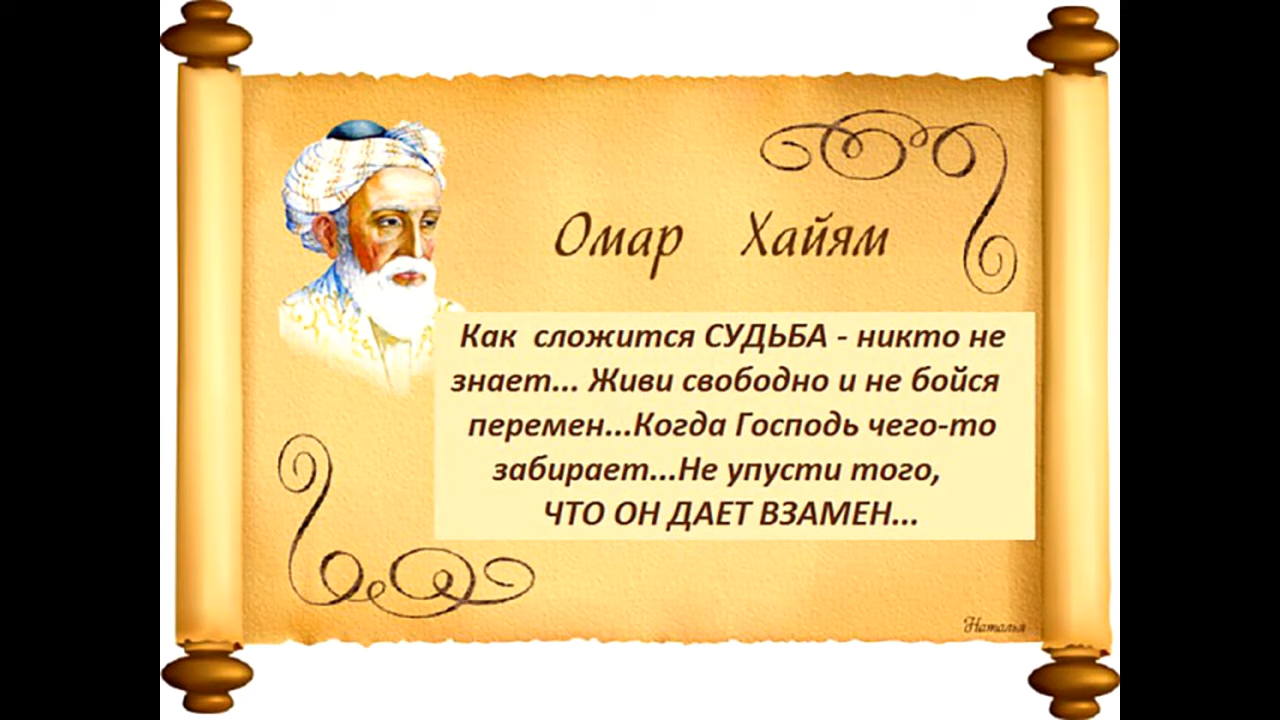 Омар Хайям
Как сложится СУДЬБА - никто не
знает... Живи свободно и не бойся
перемен...Когда Господь чего-то
забирает...Не упусти того,
ЧТО ОН ДАЕТ ВЗАМЕН...
Наталья